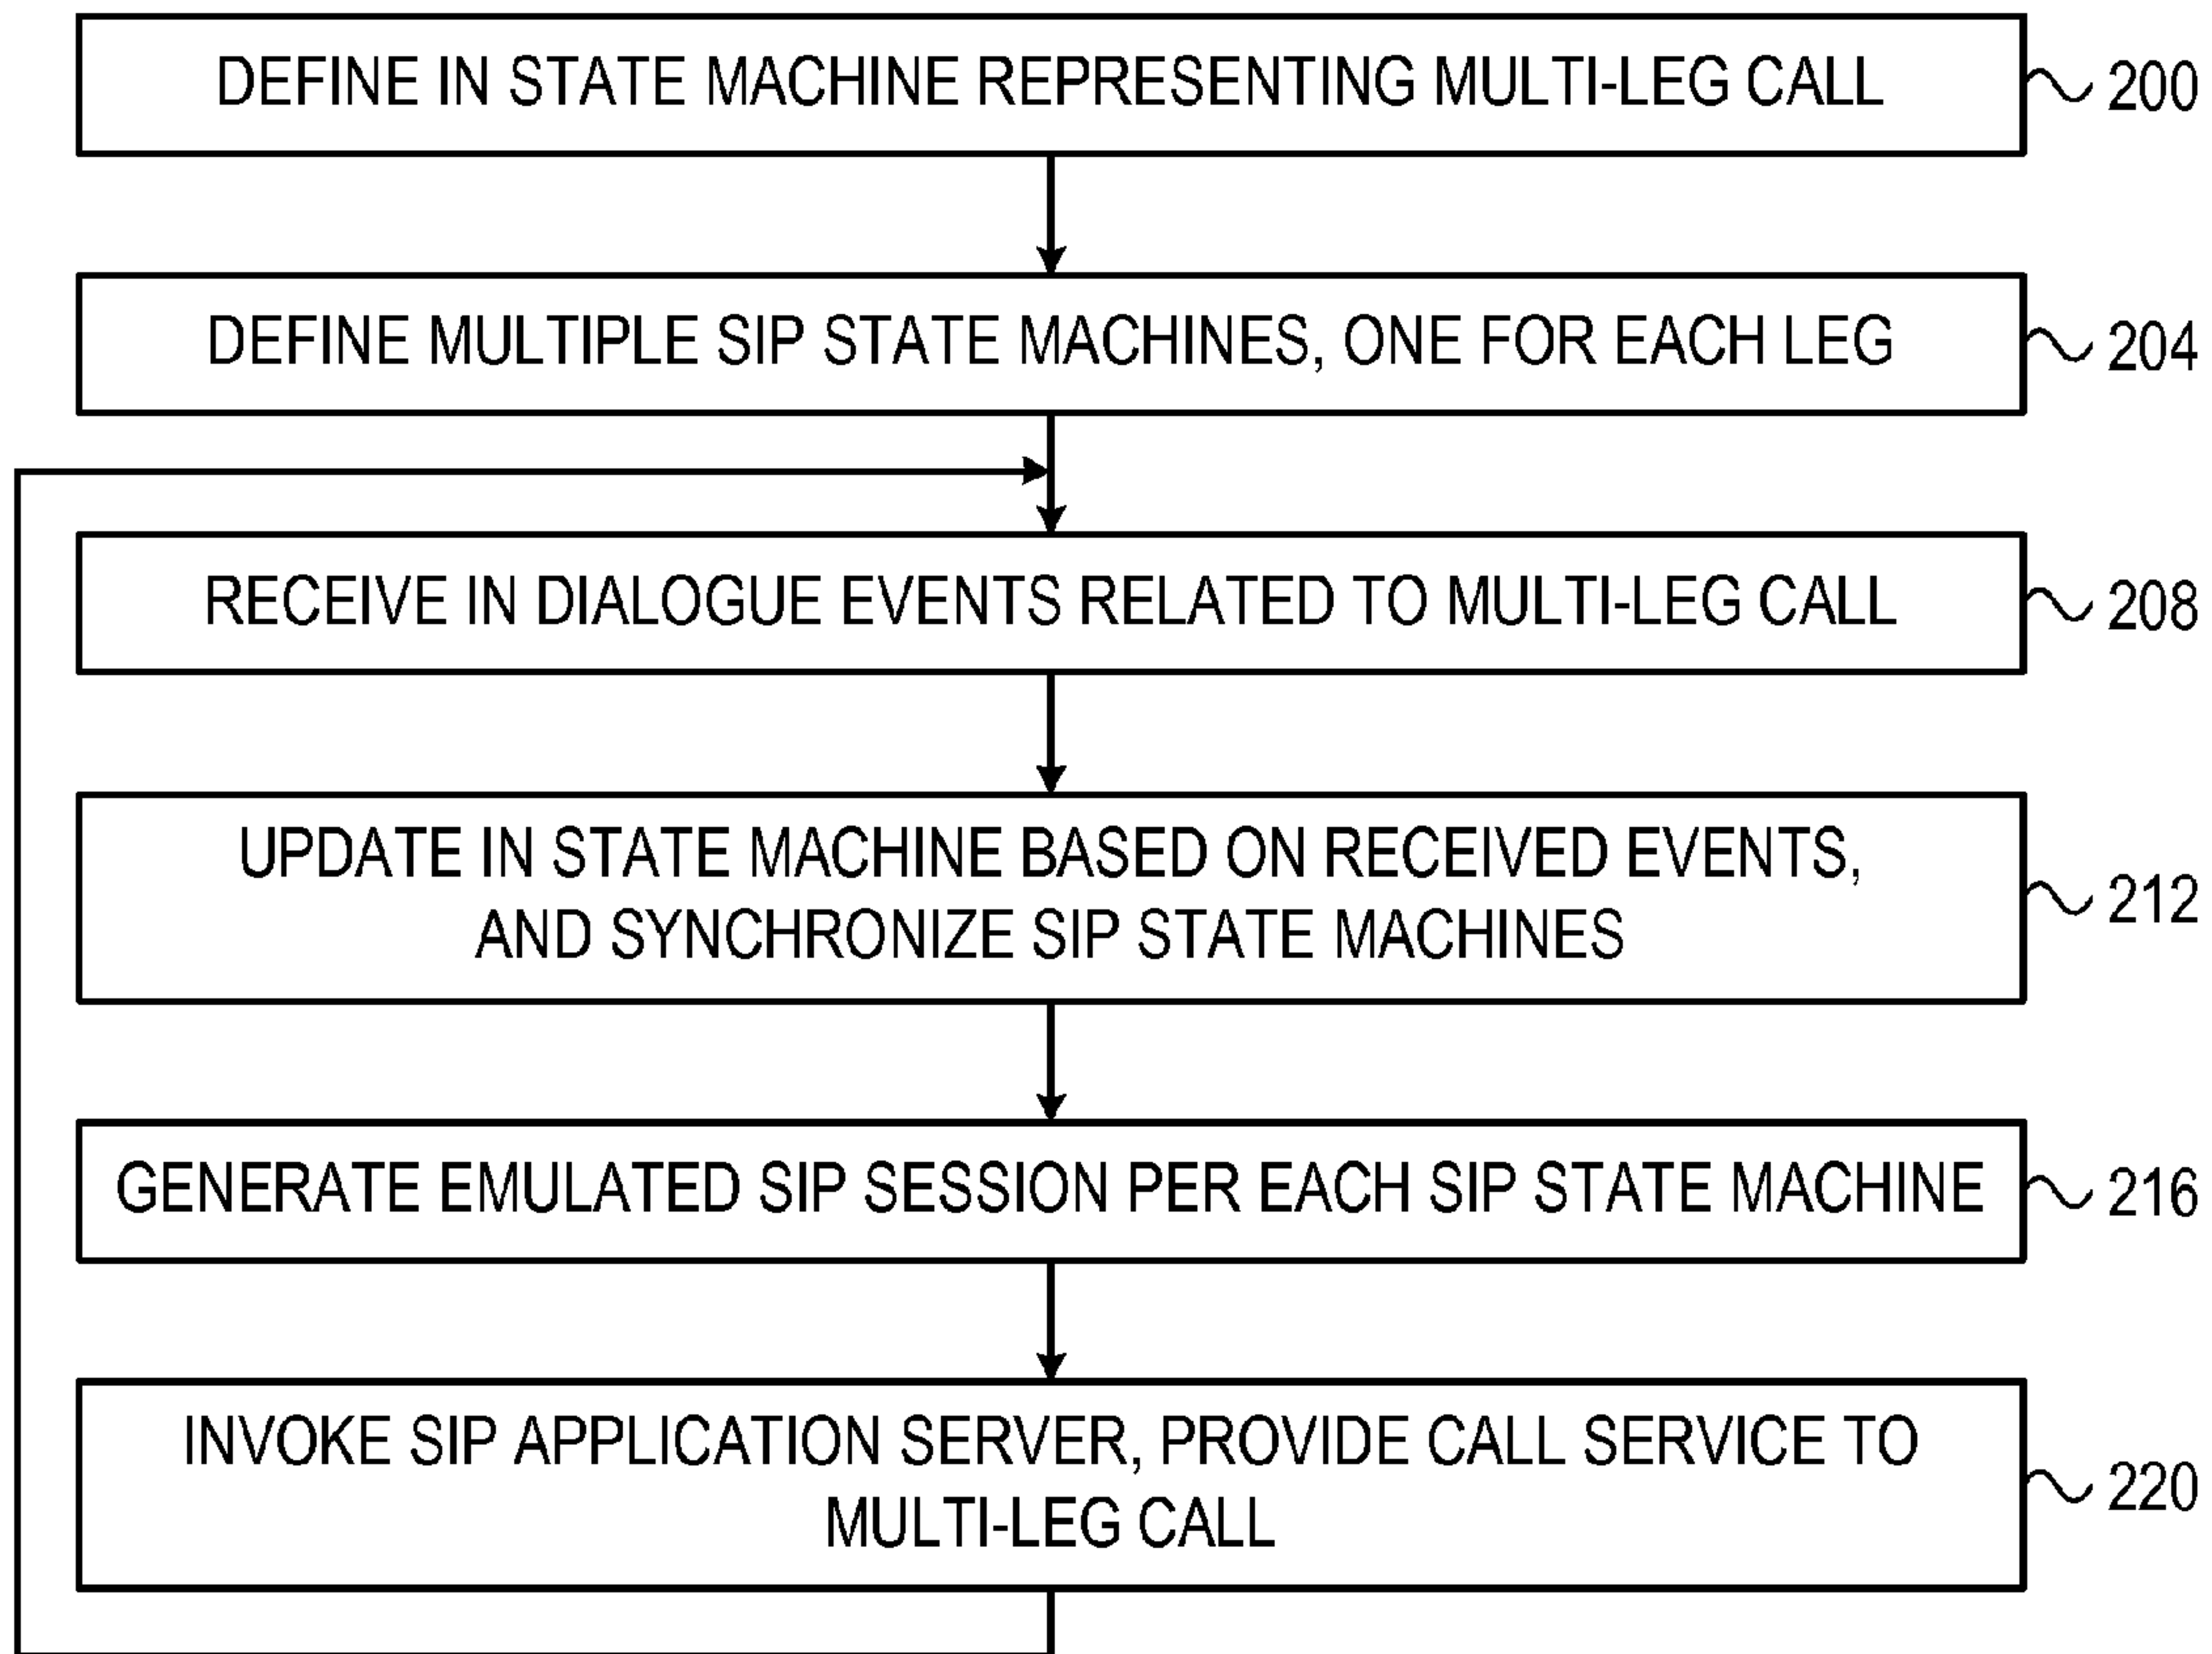 DEFINE IN STATE MACHINE REPRESENTING MULTI-LEG CALL
200
DEFINE MULTIPLE SIP STATE MACHINES, ONE FOR EACH LEG
204
RECEIVE IN DIALOGUE EVENTS RELATED TO MULTI-LEG CALL
208
UPDATE IN STATE MACHINE BASED ON RECEIVED EVENTS,
AND SYNCHRONIZE SIP STATE MACHINES
212
GENERATE EMULATED SIP SESSION PER EACH SIP STATE MACHINE
216
INVOKE SIP APPLICATION SERVER, PROVIDE CALL SERVICE TO
MULTI-LEG CALL
220